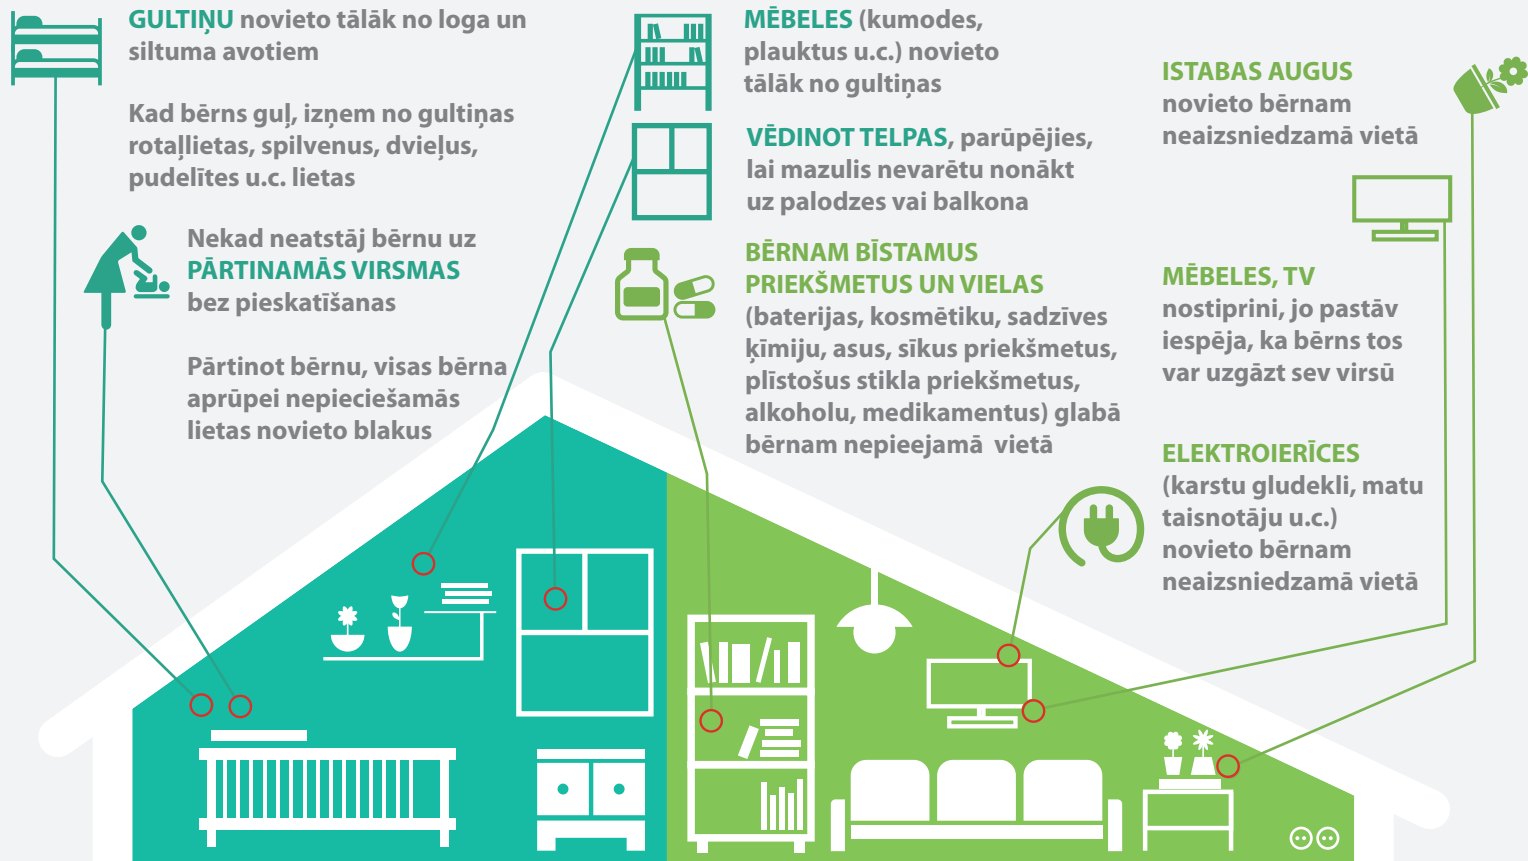 GULTIŅU novieto tālāk no loga un
siltuma avotiem
Kad bērns guļ, izņem no gultiņas
rotaļlietas, spilvenus, dvieļus,
pudelītes u.c. lietas
Nekad neatstāj bērnu uz
PĀRTINAMĀS VIRSMAS
bez pieskatīšanas
Pārtinot bērnu, visas bērna
aprūpei nepieciešamās
lietas novieto blakus
MĒBELES (kumodes,
plauktus u.c.) novieto
tālāk no gultiņas
VĒDINOT TELPAS, parūpējies,
lai mazulis nevarētu nonākt
uz palodzes vai balkona
BĒRNAM BĪSTAMUS
PRIEKŠMETUS UN VIELAS
(baterijas, kosmētiku, sadzīves
ķīmiju, asus, sīkus priekšmetus,
plīstošus stikla priekšmetus,
alkoholu, medikamentus) glabā
bērnam nepieejamā vietā
ISTABAS AUGUS
novieto bērnam
neaizsniedzamā vietā
MĒBELES, TV
nostiprini, jo pastāv
iespēja, ka bērns tos
var uzgāzt sev virsū
ELEKTROIERĪCES
(karstu gludekli, matu
taisnotāju u.c.)
novieto bērnam
neaizsniedzamā vietā